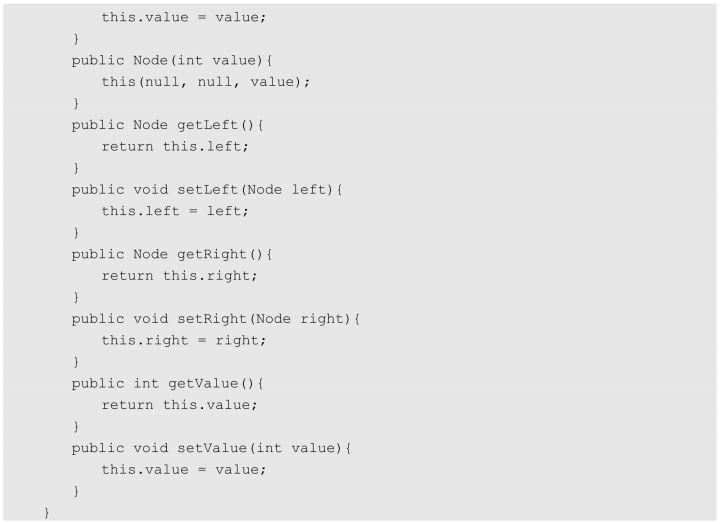 this.value = value;
}
public Node(int value){
this(null, null, value);
}
public Node getLeft(){
return this.left;
}
public void setLeft(Node left){
this.left = left;
}
public Node getRight(){
return this.right;
}
public void setRight(Node right){
this.right = right;
}
public int getValue(){
return this.value;
}
public void setValue(int value){
this.value = value;
}
}